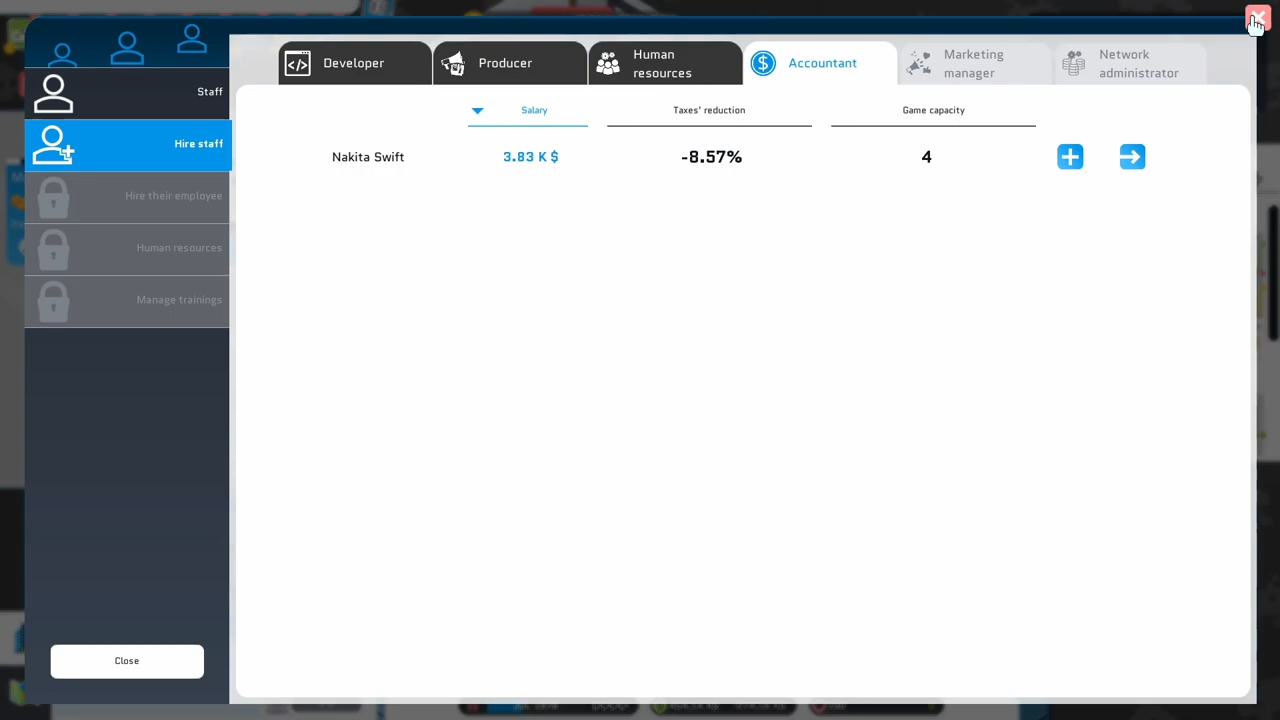 Developer
Producer
Human
resources
Accountant
Marketing
manager
Network
administrator
Staff
Hire staff
Hire their employee
Human resources
Manage trainings
Close
Salary
Taxes' reduction
Game capacity
Nakita Swift
3.83 K $
-8.57%
4